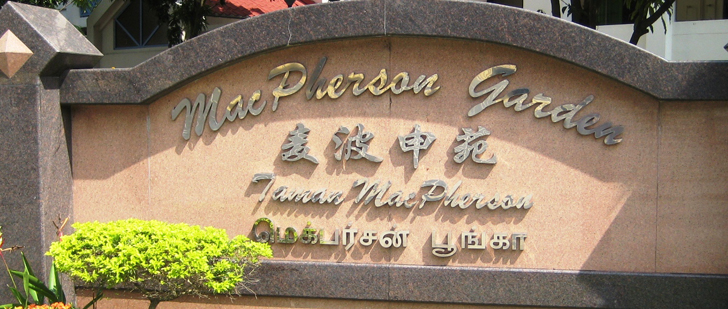 MacPherson Garden
麦波申苑
Taman MacPherson
மெக்பர்சன் பூங்கா